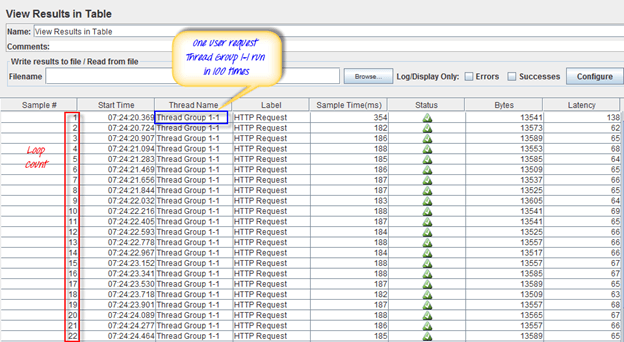 View Results in Table
Name: View Results in Table
Comments:
Write results to file / Read from file
Filename Browse... Log/Display Only: Errors Successes Configure
One user request
Thread Group 1-1 run
in 100 times
Sample # Start Time Thread Name Label Sample Time(ms) Status Bytes Latency
1 07:24:20.369 Thread Group 1-1 HTTP Request 354 13541 138
2 07:24:20.724 Thread Group 1-1 HTTP Request 182 13573 62
3 07:24:20.907 Thread Group 1-1 HTTP Request 186 13589 65
4 07:24:21.094 Thread Group 1-1 HTTP Request 188 13553 68
5 07:24:21.283 Thread Group 1-1 HTTP Request 185 13585 64
6 07:24:21.469 Thread Group 1-1 HTTP Request 186 13509 65
7 07:24:21.656 Thread Group 1-1 HTTP Request 187 13537 66
8 07:24:21.844 Thread Group 1-1 HTTP Request 187 13525 65
9 07:24:22.032 Thread Group 1-1 HTTP Request 183 13605 64
10 07:24:22.216 Thread Group 1-1 HTTP Request 188 13541 69
11 07:24:22.405 Thread Group 1-1 HTTP Request 187 13541 65
12 07:24:22.593 Thread Group 1-1 HTTP Request 184 13525 66
13 07:24:22.778 Thread Group 1-1 HTTP Request 188 13557 66
14 07:24:22.967 Thread Group 1-1 HTTP Request 184 13517 66
15 07:24:23.152 Thread Group 1-1 HTTP Request 188 13557 67
16 07:24:23.341 Thread Group 1-1 HTTP Request 188 13585 67
17 07:24:23.530 Thread Group 1-1 HTTP Request 187 13589 65
18 07:24:23.718 Thread Group 1-1 HTTP Request 182 13509 63
19 07:24:23.901 Thread Group 1-1 HTTP Request 187 13557 68
20 07:24:24.089 Thread Group 1-1 HTTP Request 188 13565 67
21 07:24:24.277 Thread Group 1-1 HTTP Request 186 13557 66
22 07:24:24.464 Thread Group 1-1 HTTP Request 185 13589 65
Loop
Count